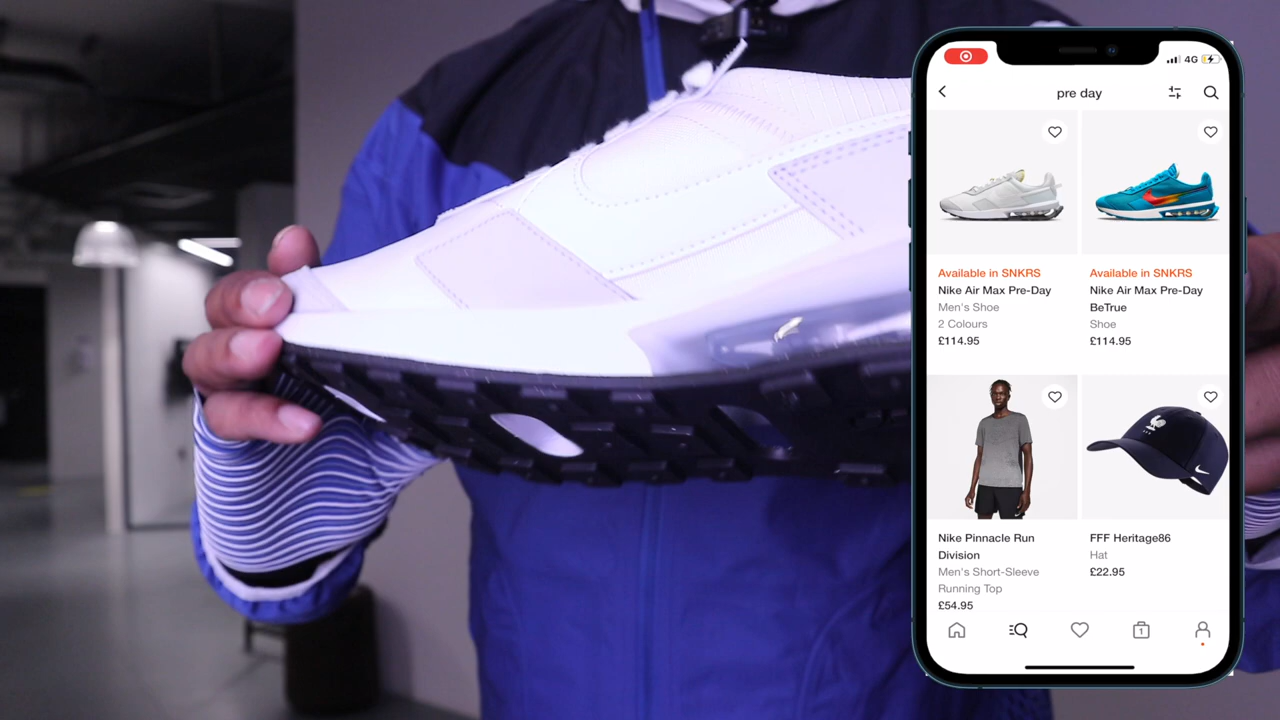 4G
pre day
Available in SNKRS
Nike Air Max Pre-Day
Men's Shoe
2 Colours
£114.95
Available in SNKRS
Nike Air Max Pre-Day
BeTrue
Shoe
£114.95
Nike Pinnacle Run
Division
Men's Short-Sleeve
Running Top
£54.95
FFF Heritage86
Hat
£22.95
1